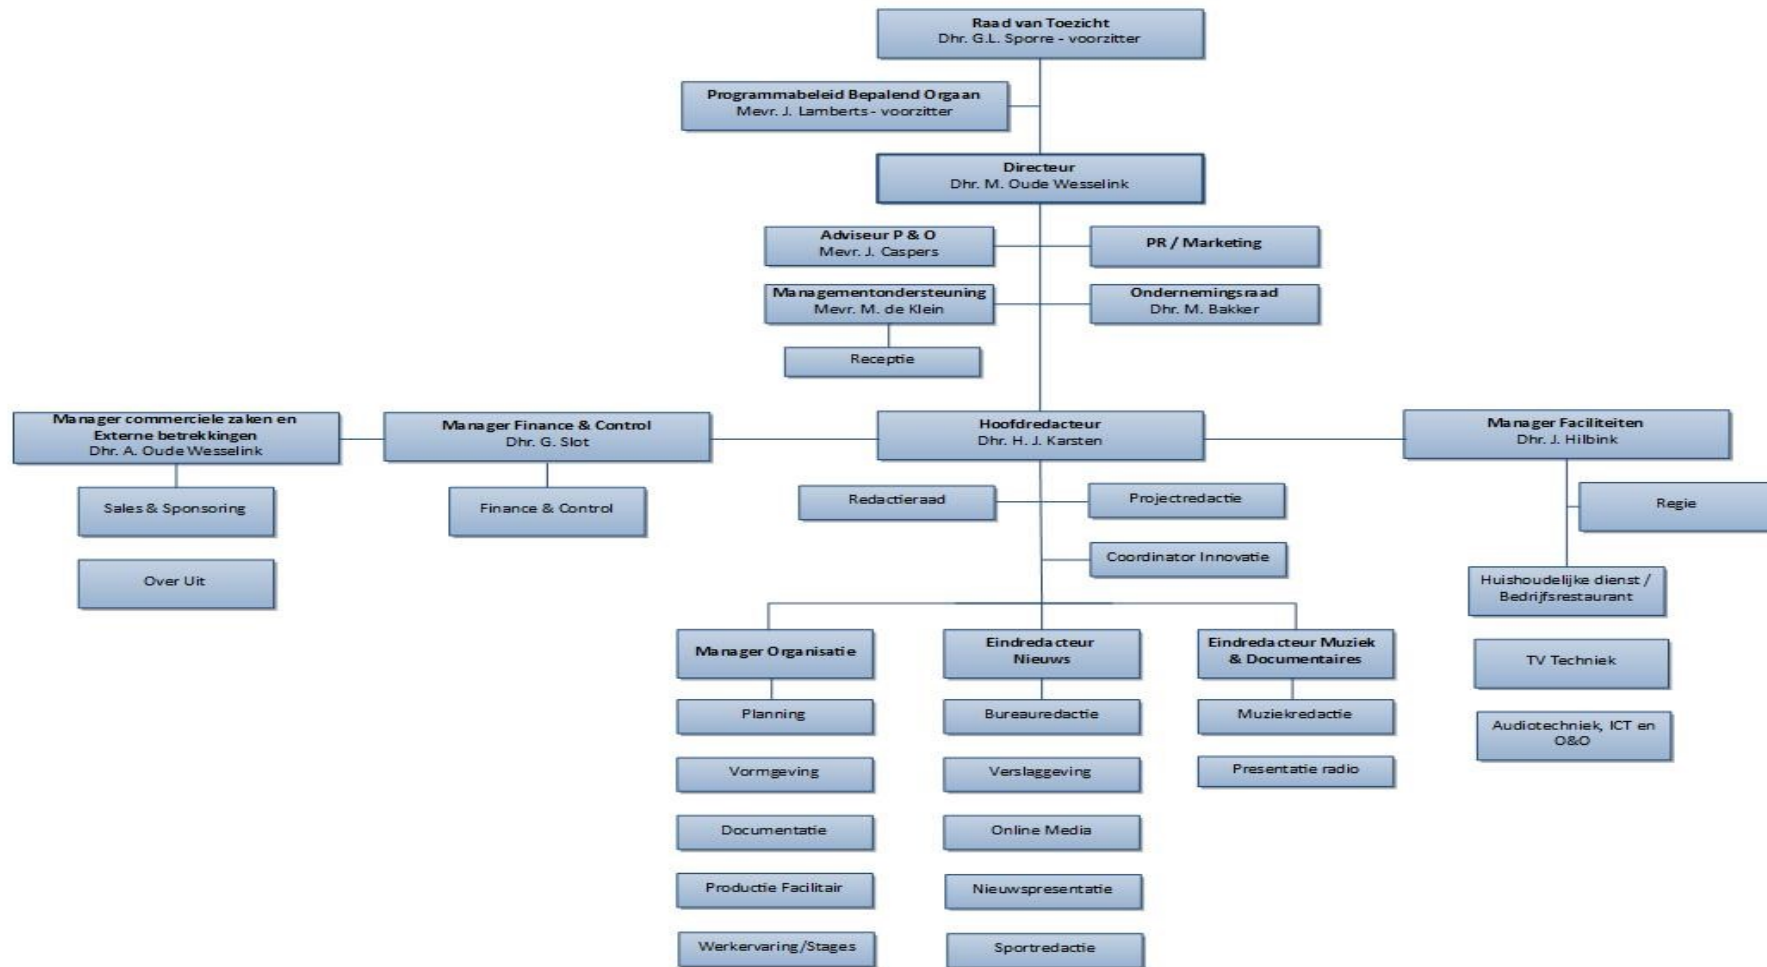 Raad van Toezicht
Dhr. G.L. Sporre - voorzitter
Programmabeleid Bepalend Orgaan
Mevr. J. Lamberts - voorzitter
Directeur
Dhr. M. Oude Wesselink
Adviseur P & O
Mevr. J. Caspers
PR / Marketing
Managementondersteuning
Mevr. M. de Klein
Ondernemingsraad
Dhr. M. Bakker
Receptie
Manager commerciele zaken en
Externe betrekkingen
Dhr. A. Oude Wesselink
Manager Finance & Control
Dhr. G. Slot
Hoofdredacteur
Dhr. H. J. Karsten
Manager Faciliteiten
Dhr. J. Hilbink
Sales & Sponsoring
Finance & Control
Redactieraad
Projectredactie
Regie
Coordinator Innovatie
Over Uit
Huishoudelijke dienst /
Bedrijfsrestaurant
Manager Organisatie
Eindredacteur
Nieuws
Eindredacteur Muziek
& Documentaires
TV Techniek
Planning
Bureauredactie
Muziekredactie
Audiotechniek, ICT en
O&O
Vormgeving
Verslaggeving
Presentatie radio
Documentatie
Online Media
Productie Facilitair
Nieuwspresentatie
Werkervaring/Stages
Sportredactie